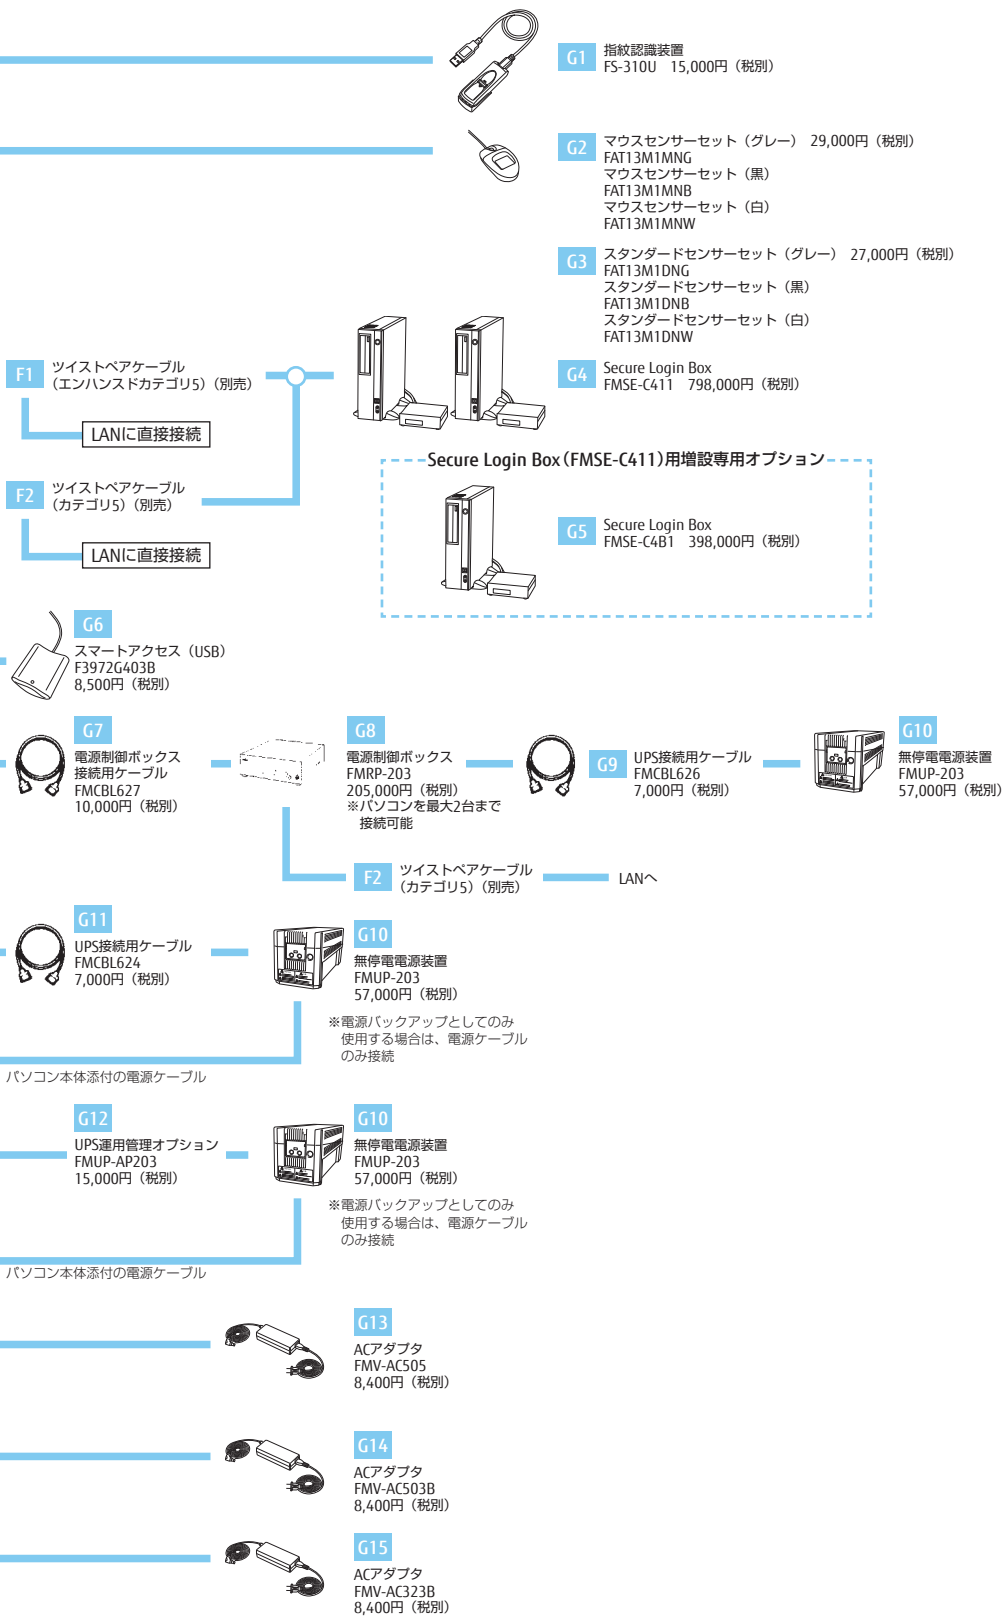 G1
指紋認識装置
FS-310U 15,000円（税別）
G2
マウスセンサーセット（グレー） 29,000円（税別）
FAT13M1MNG
マウスセンサーセット（黒）
FAT13M1MNB
マウスセンサーセット（白）
FAT13M1MNW
G3
スタンダードセンサーセット（グレー） 27,000円（税別）
FAT13M1DNG
スタンダードセンサーセット（黒）
FAT13M1DNB
スタンダードセンサーセット（白）
FAT13M1DNW
F1
ツイストペアケーブル
（エンハンスドカテゴリ5）（別売）
LANに直接接続
G4
Secure Login Box
FMSE-C411 798,000円（税別）
F2
ツイストペアケーブル
（カテゴリ5）（別売）
LANに直接接続
Secure Login Box（FMSE-C411）用増設専用オプション
G5
Secure Login Box
FMSE-C4B1 398,000円（税別）
G6
スマートアクセス（USB）
F3972G403B
8,500円（税別）
G7
電源制御ボックス
接続用ケーブル
FMCBL627
10,000円（税別）
G8
電源制御ボックス
FMRP-203
205,000円（税別）
※パソコンを最大2台まで
接続可能
G9
UPS接続用ケーブル
FMCBL626
7,000円（税別）
G10
無停電電源装置
FMUP-203
57,000円（税別）
F2
ツイストペアケーブル
（カテゴリ5）（別売）
LANへ
G11
UPS接続用ケーブル
FMCBL624
7,000円（税別）
G10
無停電電源装置
FMUP-203
57,000円（税別）
※電源バックアップとしてのみ
使用する場合は、電源ケーブル
のみ接続
パソコン本体添付の電源ケーブル
G12
UPS運用管理オプション
FMUP-AP203
15,000円（税別）
G10
無停電電源装置
FMUP-203
57,000円（税別）
※電源バックアップとしてのみ
使用する場合は、電源ケーブル
のみ接続
パソコン本体添付の電源ケーブル
G13
ACアダプタ
FMV-AC505
8,400円（税別）
G14
ACアダプタ
FMV-AC503B
8,400円（税別）
G15
ACアダプタ
FMV-AC323B
8,400円（税別）